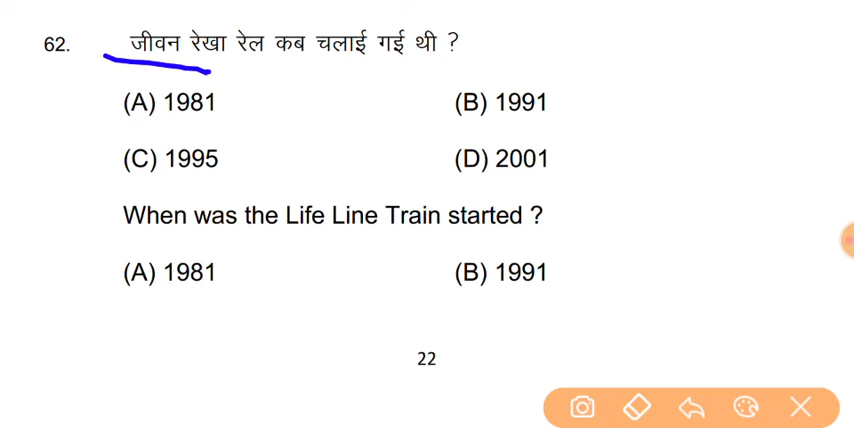 62. जीवन रेखा रेल कब चलाई गई थी ?
(A) 1981 (B) 1991
(C) 1995 (D) 2001
When was the Life Line Train started ?
(A) 1981 (B) 1991
22